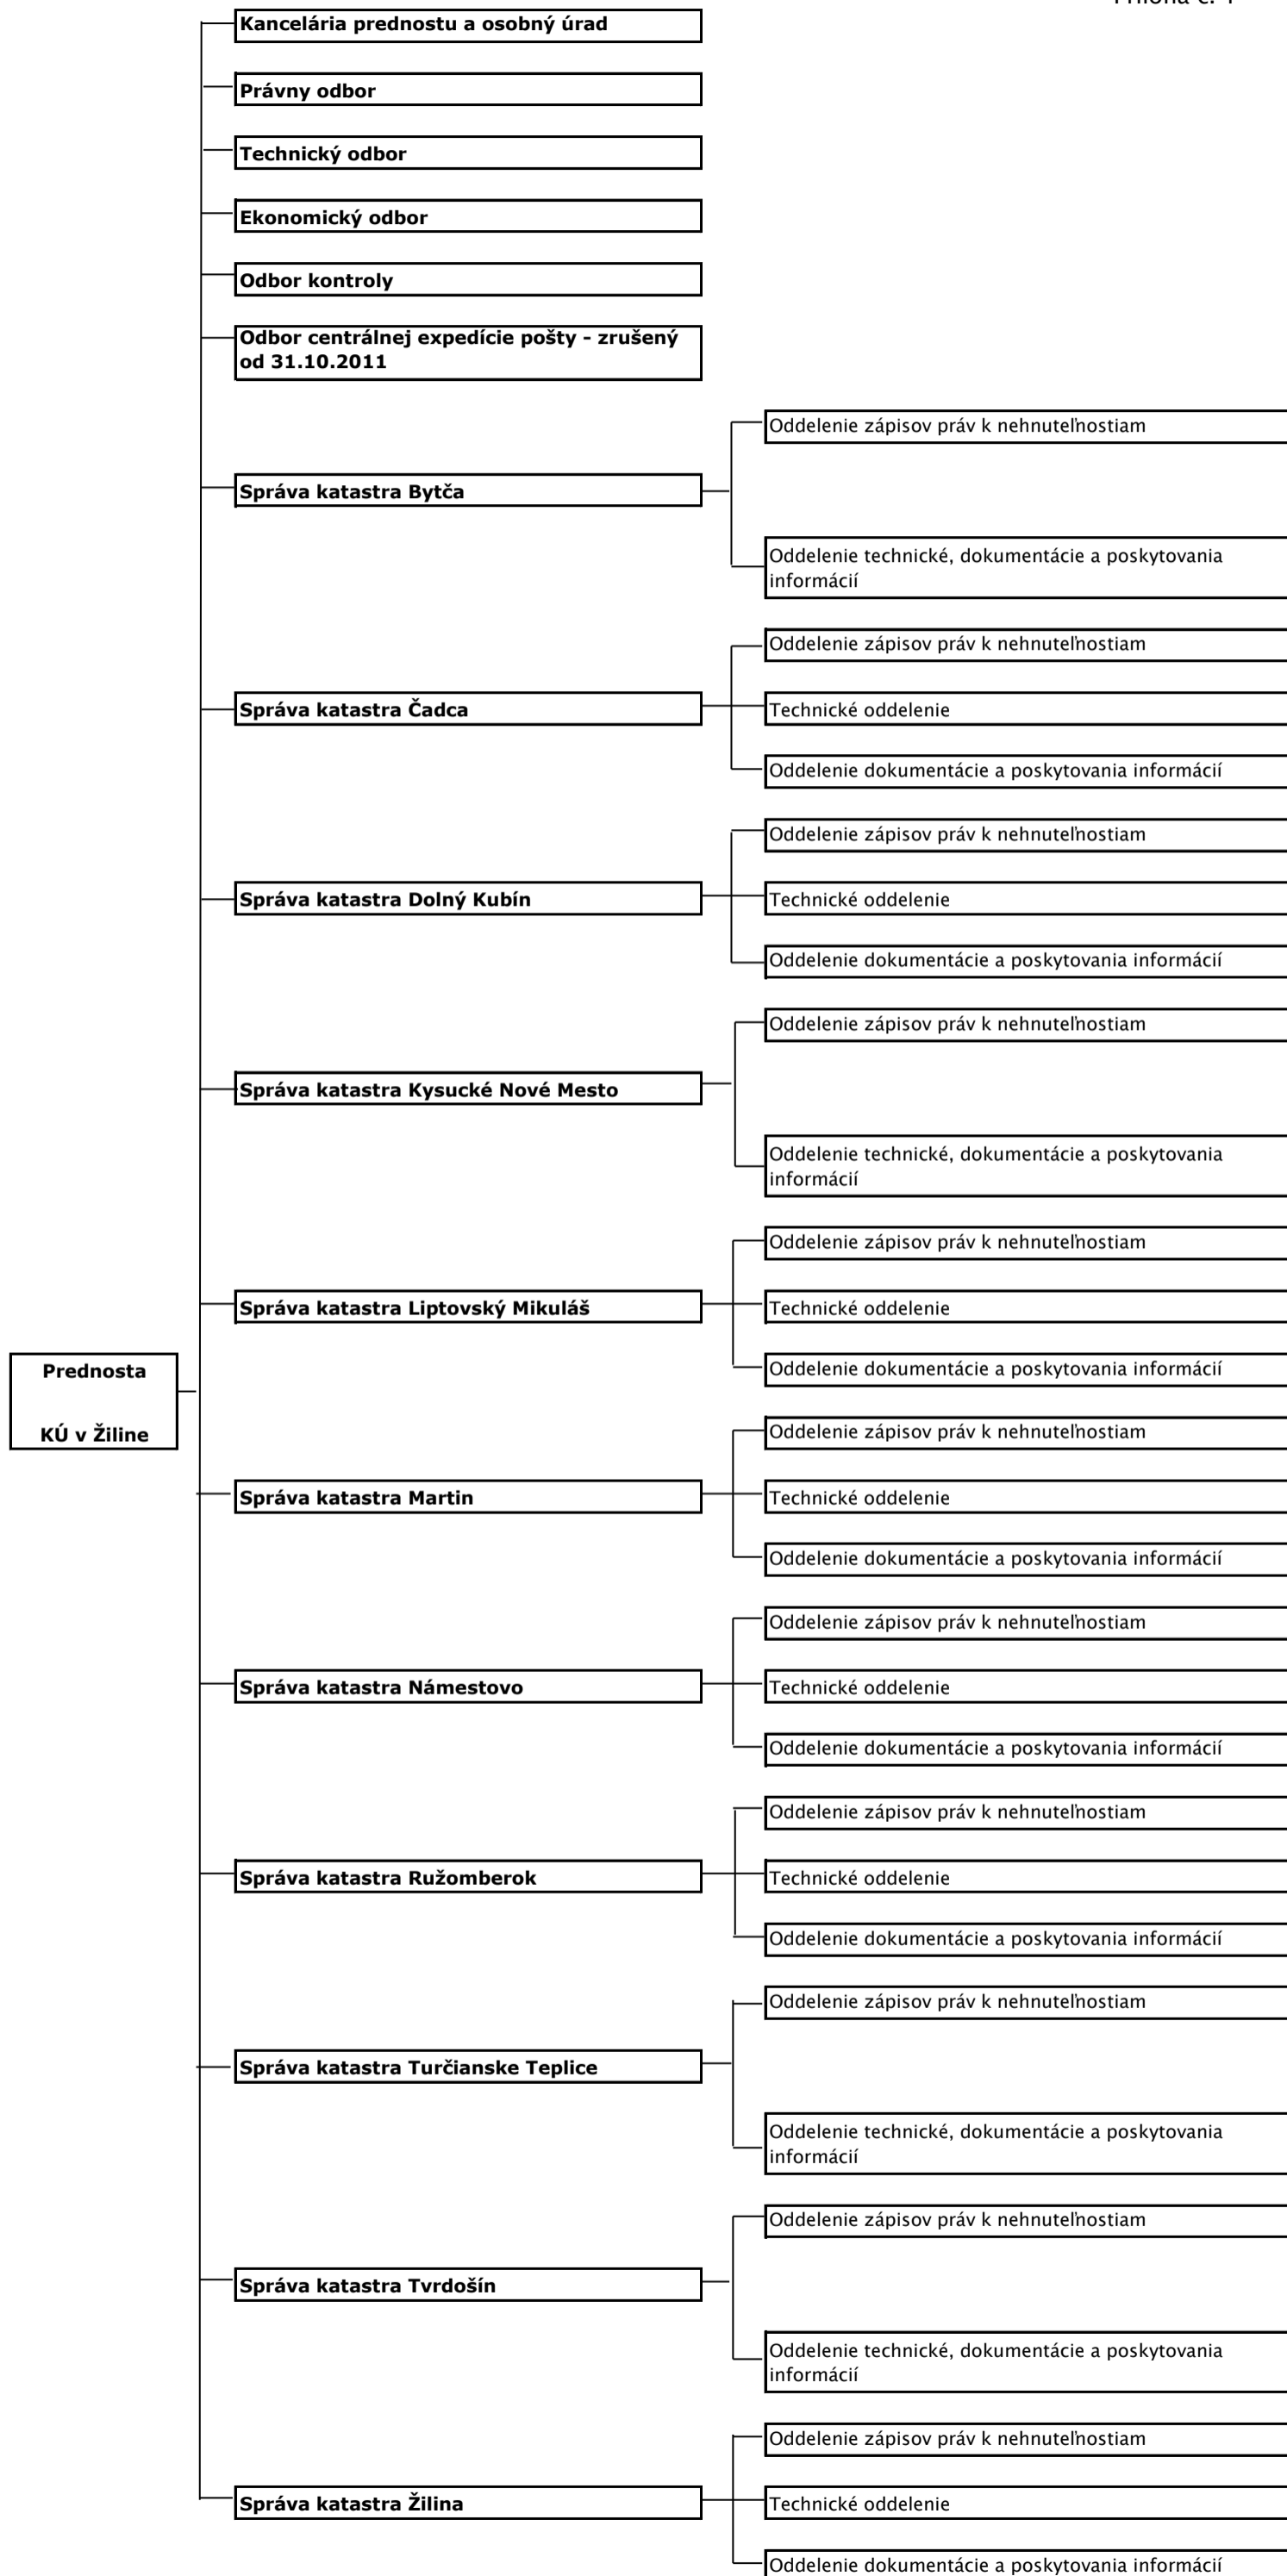 Kancelária prednostu a osobný úrad
Právny odbor
Technický odbor
Ekonomický odbor
Odbor kontroly
Odbor centrálnej expedície pošty - zrušený
od 31.10.2011
Oddelenie zápisov práv k nehnuteľnostiam
Správa katastra Bytča
Oddelenie technické, dokumentácie a poskytovania
informácií
Oddelenie zápisov práv k nehnuteľnostiam
Správa katastra Čadca
Technické oddelenie
Oddelenie dokumentácie a poskytovania informácií
Oddelenie zápisov práv k nehnuteľnostiam
Správa katastra Dolný Kubín
Technické oddelenie
Oddelenie dokumentácie a poskytovania informácií
Oddelenie zápisov práv k nehnuteľnostiam
Správa katastra Kysucké Nové Mesto
Oddelenie technické, dokumentácie a poskytovania
informácií
Oddelenie zápisov práv k nehnuteľnostiam
Správa katastra Liptovský Mikuláš
Technické oddelenie
Oddelenie dokumentácie a poskytovania informácií
Prednosta
KÚ v Žiline
Oddelenie zápisov práv k nehnuteľnostiam
Správa katastra Martin
Technické oddelenie
Oddelenie dokumentácie a poskytovania informácií
Oddelenie zápisov práv k nehnuteľnostiam
Správa katastra Námestovo
Technické oddelenie
Oddelenie dokumentácie a poskytovania informácií
Oddelenie zápisov práv k nehnuteľnostiam
Správa katastra Ružomberok
Technické oddelenie
Oddelenie dokumentácie a poskytovania informácií
Oddelenie zápisov práv k nehnuteľnostiam
Správa katastra Turčianske Teplice
Oddelenie technické, dokumentácie a poskytovania
informácií
Oddelenie zápisov práv k nehnuteľnostiam
Správa katastra Tvrdošín
Oddelenie technické, dokumentácie a poskytovania
informácií
Oddelenie zápisov práv k nehnuteľnostiam
Správa katastra Žilina
Technické oddelenie
Oddelenie dokumentácie a poskytovania informácií